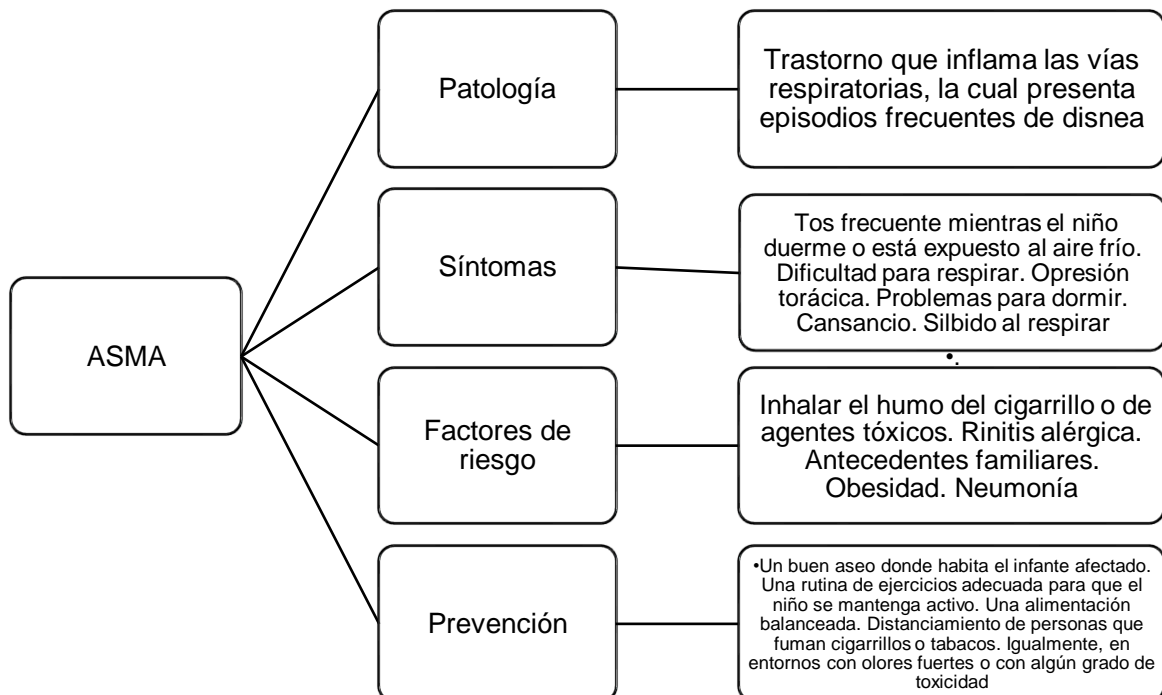 ASMA
Patología
Trastorno que inflama las vías
respiratorias, la cual presenta
episodios frecuentes de disnea
Síntomas
Tos frecuente mientras el niño
duerme o está expuesto al aire frío.
Dificultad para respirar. Opresión
torácica. Problemas para dormir.
Cansancio. Silbido al respirar
•.
Factores de
riesgo
Inhalar el humo del cigarrillo o de
agentes tóxicos. Rinitis alérgica.
Antecedentes familiares.
Obesidad. Neumonía
Prevención
•Un buen aseo donde habita el infante afectado.
Una rutina de ejercicios adecuada para que el
niño se mantenga activo. Una alimentación
balanceada. Distanciamiento de personas que
fuman cigarrillos o tabacos. Igualmente, en
entornos con olores fuertes o con algún grado de
toxicidad